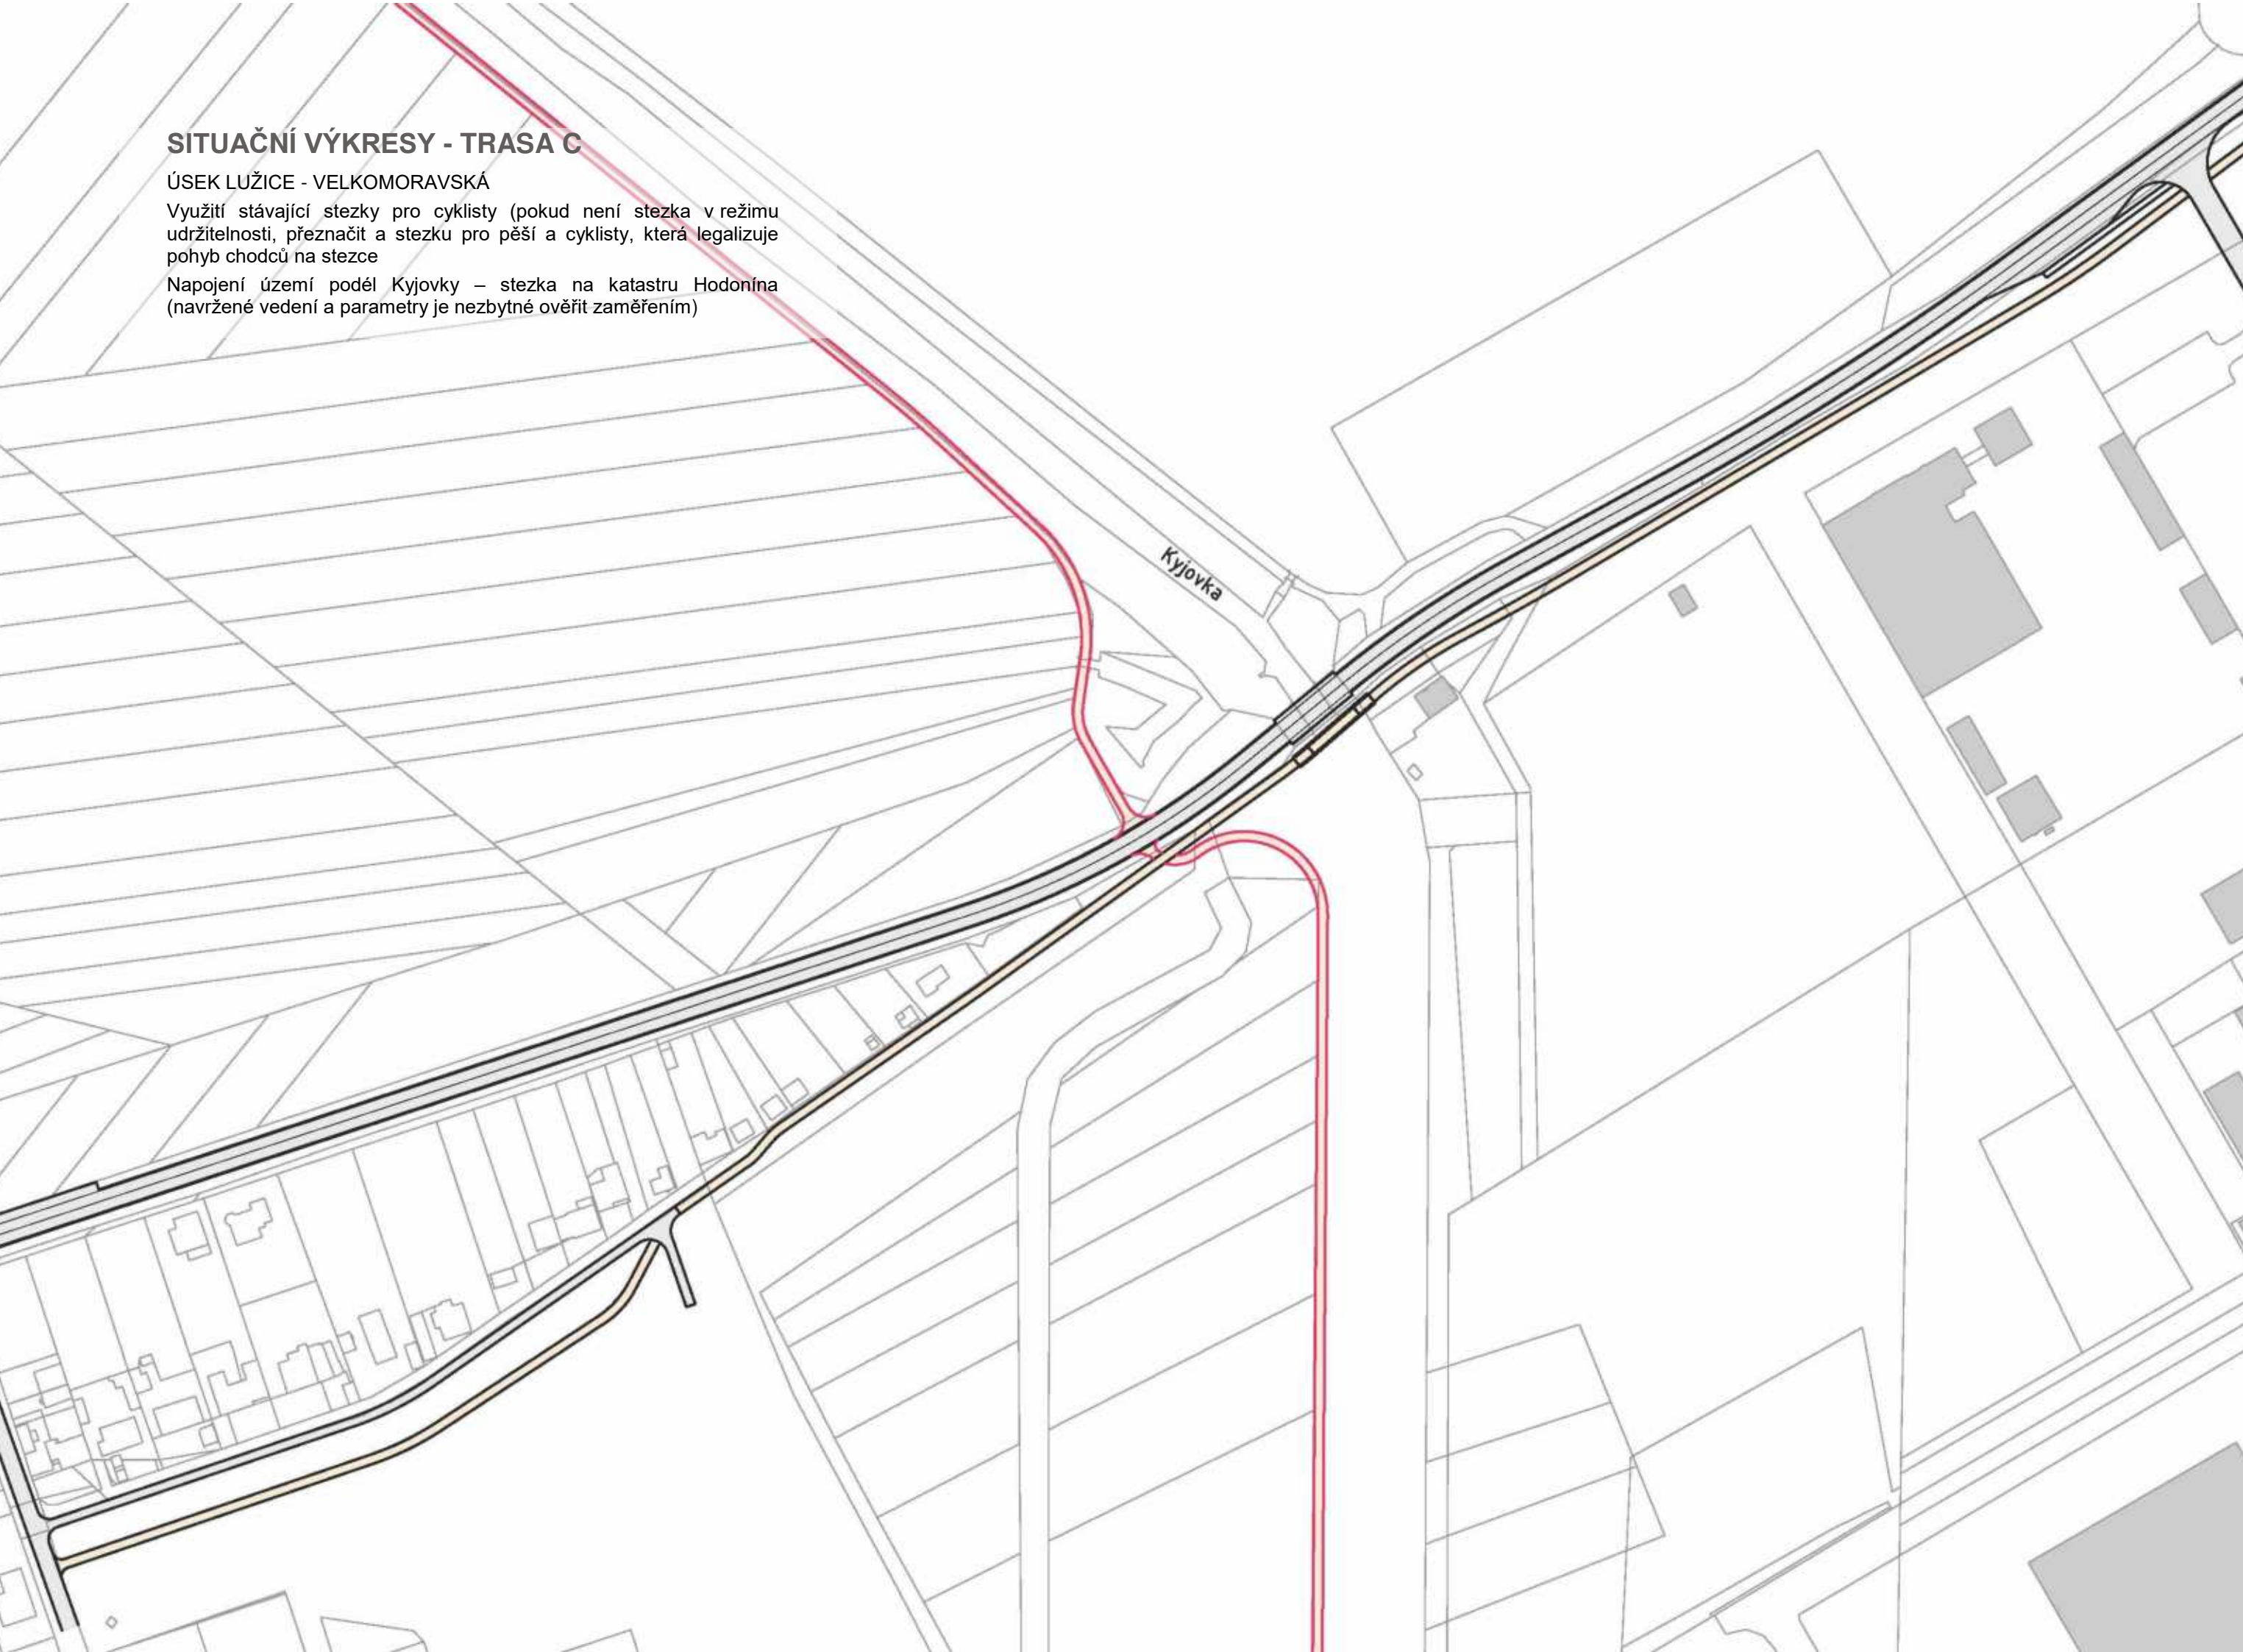 SITUAČNÍ VÝKRESY - TRASA C
ÚSEK LUŽICE - VELKOMORAVSKÁ
Využití stávající stezky pro cyklisty (pokud není stezka v režimu
udržitelnosti, přeznačit a stezku pro pěší a cyklisty, která legalizuje
pohyb chodců na stezce
Napojení území podél Kyjovky – stezka na katastru Hodonína
(navržené vedení a parametry je nezbytné ověřit zaměřením)
Kyjovka